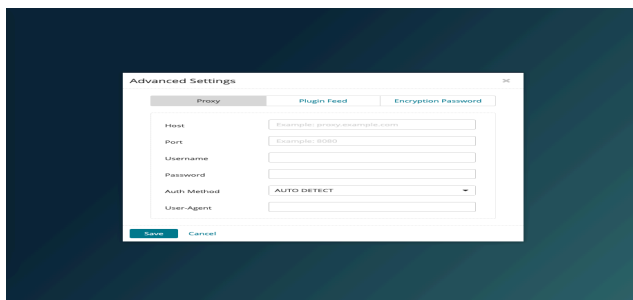 Advanced Settings ×
Proxy Plugin Feed Encryption Password
Host Example: proxy.example.com
Port Example: 8080
Username
Password
Auth Method AUTO DETECT
User-Agent
Save Cancel